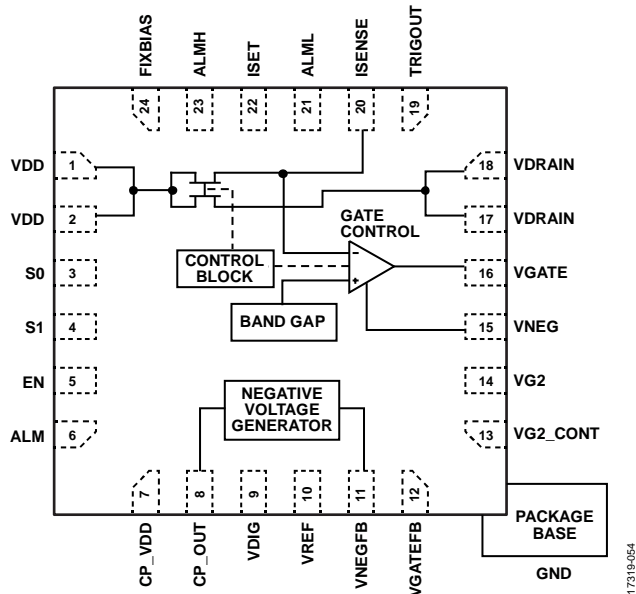 FIXBIAS
ALMH
ISET
ALML
ISENSE
TRIGOUT
24
23
22
21
20
19
VDD
1
18
VDRAIN
VDD
2
17
VDRAIN
GATE
CONTROL
S0
3
CONTROL
BLOCK
–
+
16
VGATE
S1
4
BAND GAP
15
VNEG
EN
5
14
VG2
NEGATIVE
VOLTAGE
GENERATOR
ALM
6
13
VG2_CONT
7
8
9
10
11
12
CP_VDD
CP_OUT
VDIG
VREF
VNEGFB
VGATEFB
PACKAGE
BASE
GND
17319-054